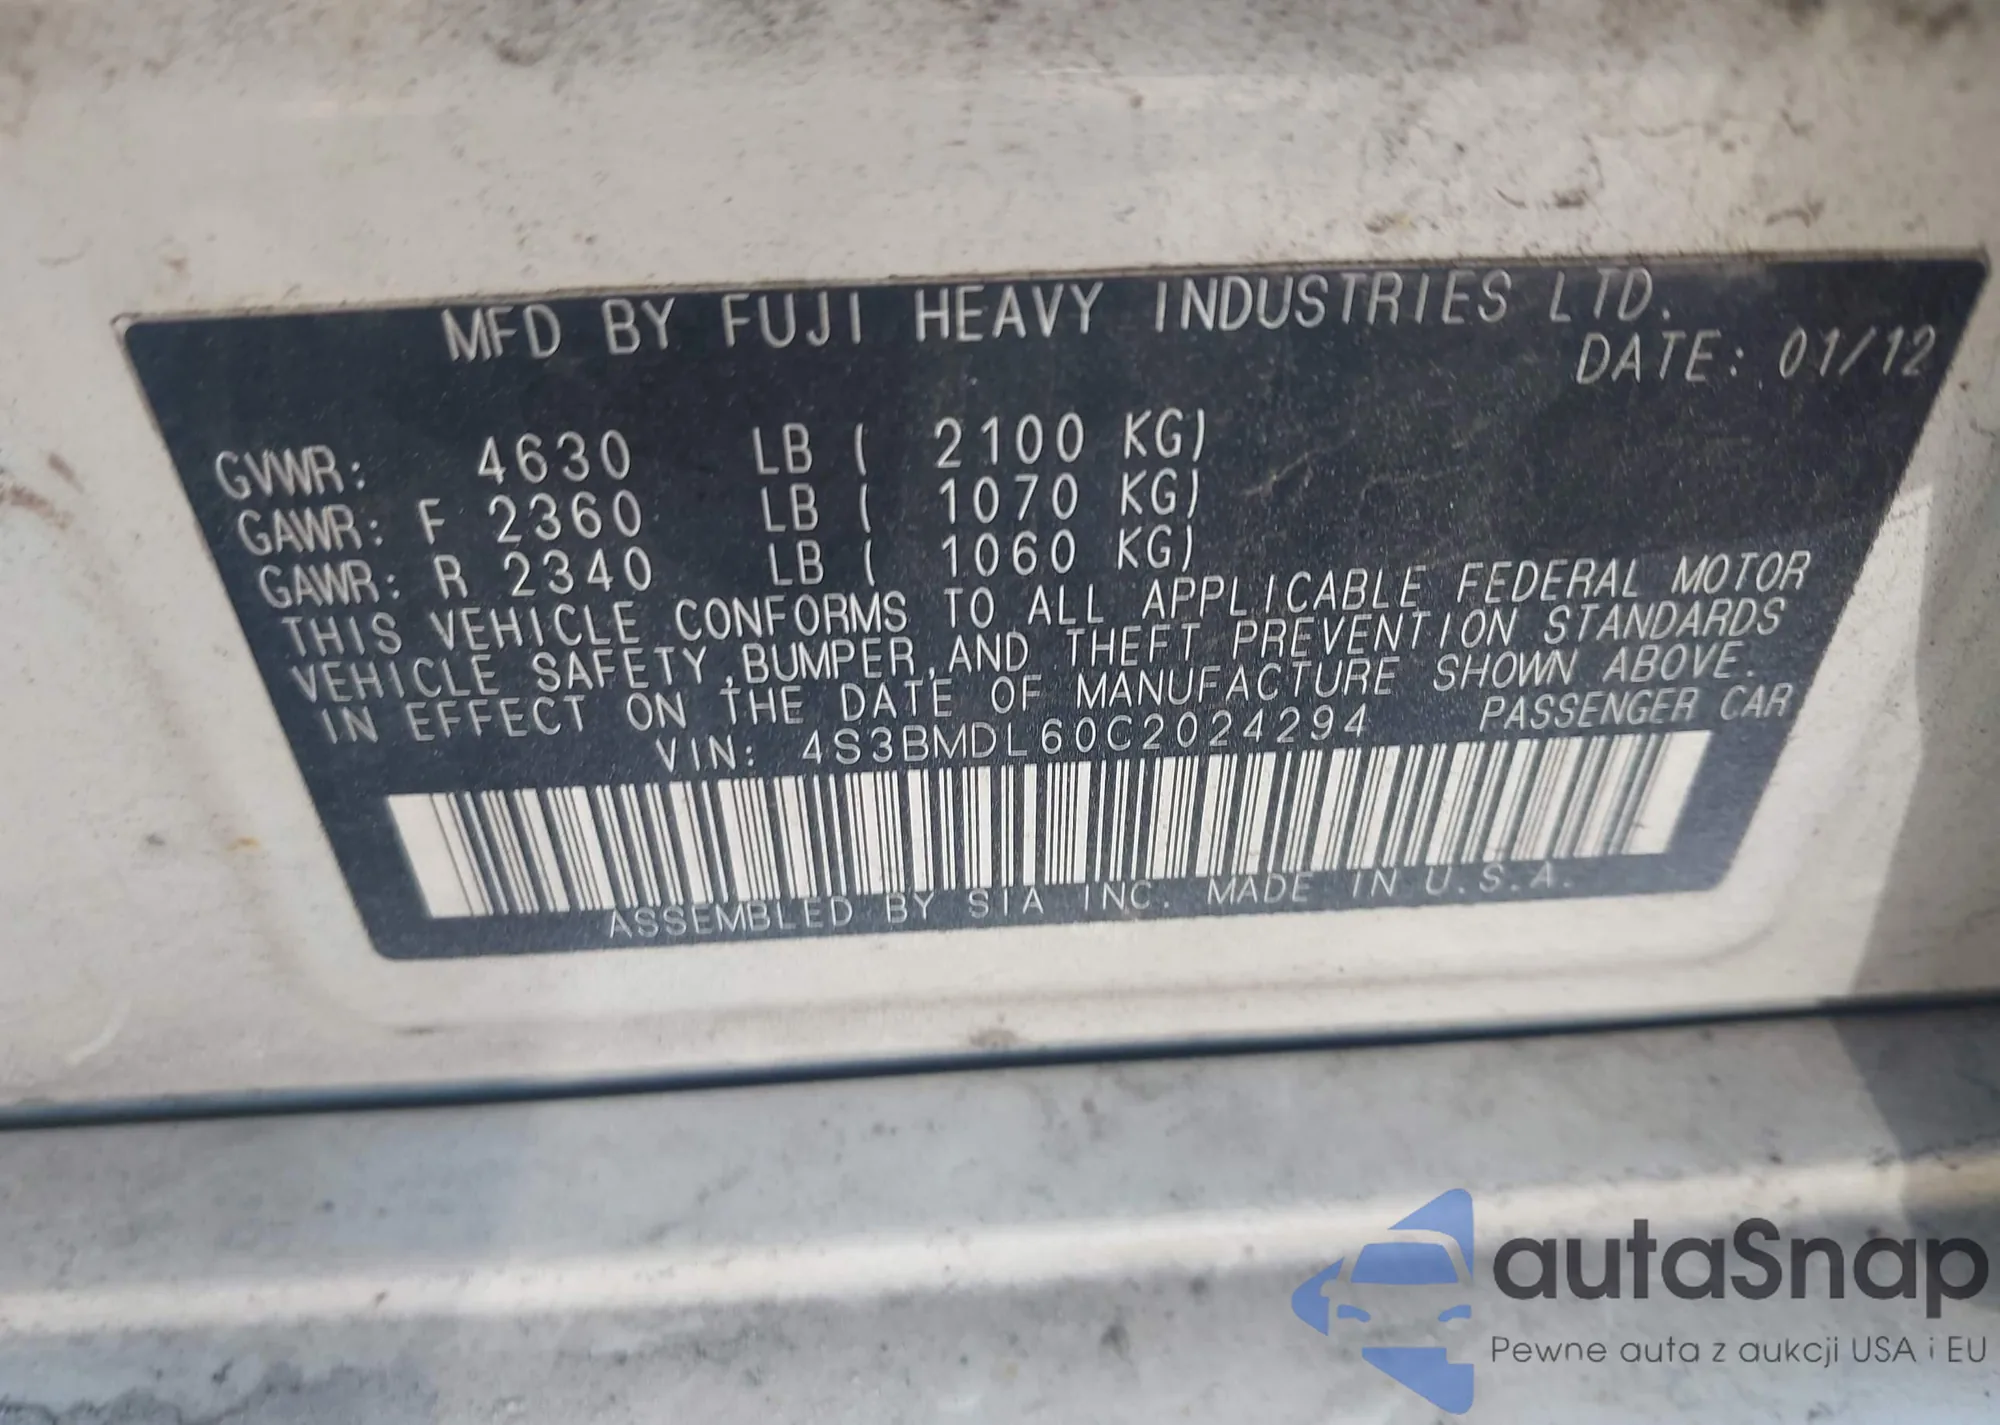 MFD BY FUJI HEAVY INDUSTRIES LTD.
DATE: 01/12
GVWR: 4630 LB ( 2100 KG)
GAWR: F 2360 LB ( 1070 KG)
GAWR: R 2340 LB ( 1060 KG)
THIS VEHICLE CONFORMS TO ALL APPLICABLE FEDERAL MOTOR
VEHICLE SAFETY,BUMPER,AND THEFT PREVENTION STANDARDS
IN EFFECT ON THE DATE OF MANUFACTURE SHOWN ABOVE.
VIN: 4S3BMDL60C2024294 PASSENGER CAR
ASSEMBLED BY SIA INC. MADE IN U.S.A.
autaSnap
Pewne auta z aukcji USA i EU